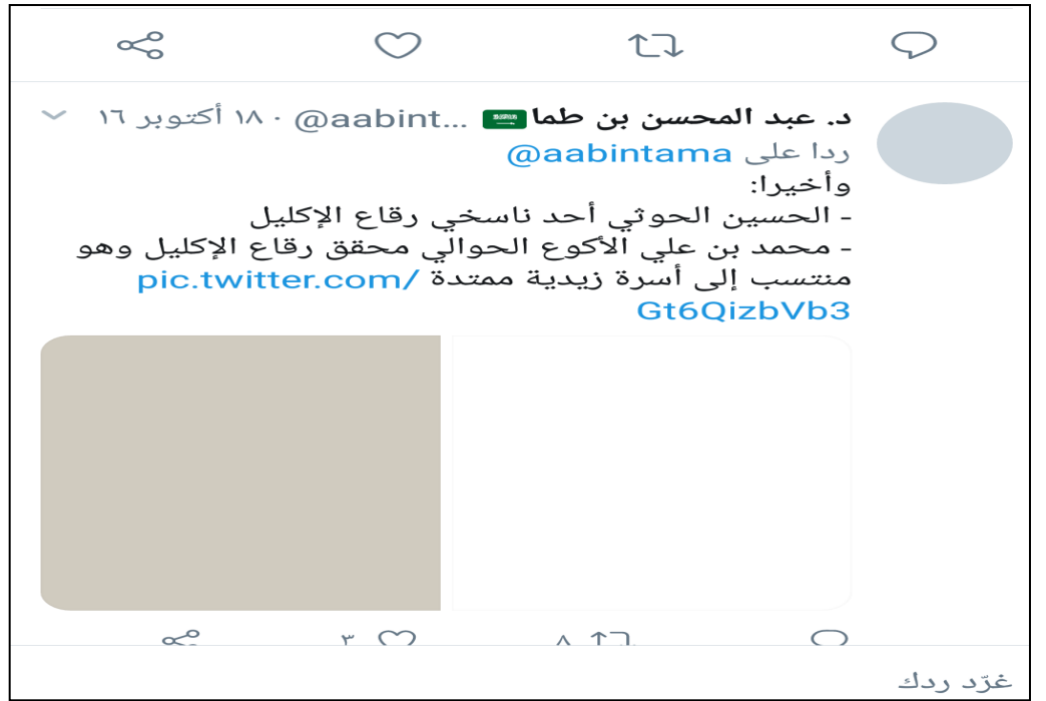 د. عبد المحسن بن طما🇸🇦 ...aabint@ · ١٨ أكتوبر ١٦
ردا على @aabintama
وأخيرا:
- الحسين الحوثي أحد ناسخي رقاع الإكليل
- محمد بن علي الأكوع الحوالي محقق رقاع الإكليل وهو
منتسب إلى أسرة زيدية ممتدة pic.twitter.com/
Gt6QizbVb3
٨ ٣
غرّد ردك